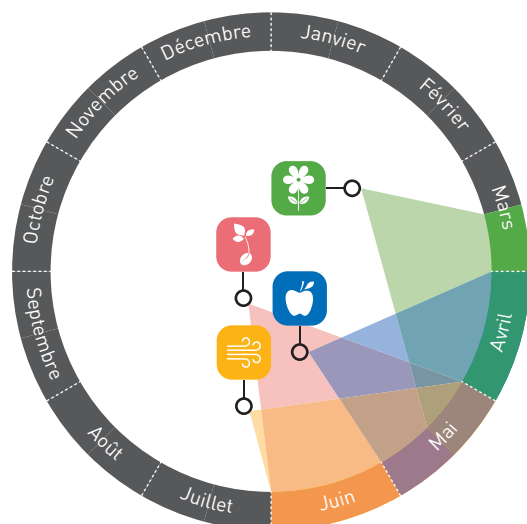 Janvier
Février
Mars
Avril
Mai
Juin
Juillet
Août
Septembre
Octobre
Novembre
Décembre